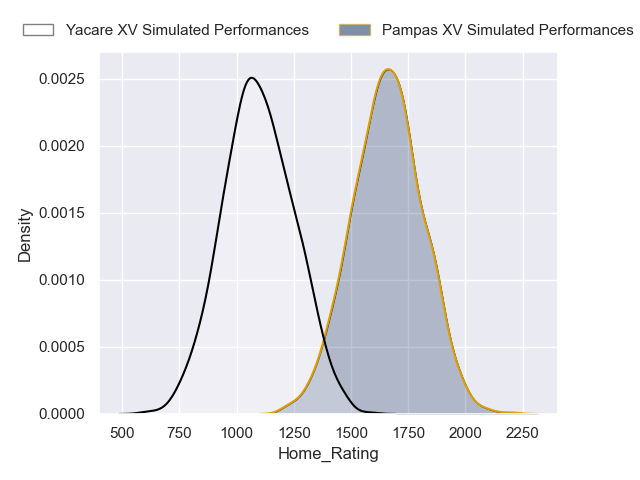 Yacare XV Simulated Performances Pampas XV Simulated Performances
0.0025
0.0020
0.0015
0.0010
0.0005
0.0000
Density
500 750 1000 1250 1500 1750 2000 2250
Home_Rating